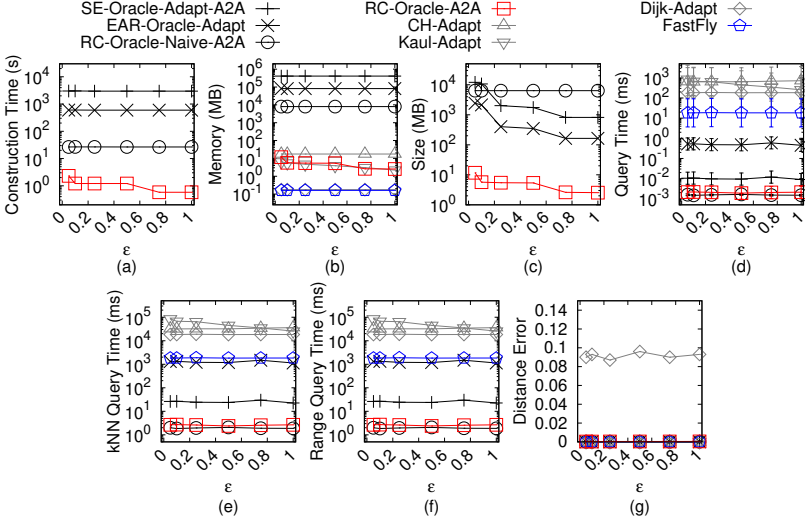 SE-Oracle-Adapt-A2A RC-Oracle-A2A Dijk-Adapt
EAR-Oracle-Adapt CH-Adapt FastFly
RC-Oracle-Naive-A2A Kaul-Adapt
Construction Time (s)
10^4
10^3
10^2
10^1
10^0
0 0.2 0.4 0.6 0.8 1
ε
(a)
Memory (MB)
10^6
10^5
10^4
10^3
10^2
10^1
10^0
10^-1
0 0.2 0.4 0.6 0.8 1
ε
(b)
Size (MB)
10^4
10^3
10^2
10^1
0 0.2 0.4 0.6 0.8 1
ε
(c)
Query Time (ms)
10^3
10^2
10^1
10^0
10^-1
10^-2
10^-3
0 0.2 0.4 0.6 0.8 1
ε
(d)
kNN Query Time (ms)
10^5
10^4
10^3
10^2
10^1
10^0
0 0.2 0.4 0.6 0.8 1
ε
(e)
Range Query Time (ms)
10^5
10^4
10^3
10^2
10^1
10^0
0 0.2 0.4 0.6 0.8 1
ε
(f)
Distance Error
0.14
0.12
0.1
0.08
0.06
0.04
0.02
0
0 0.2 0.4 0.6 0.8 1
ε
(g)